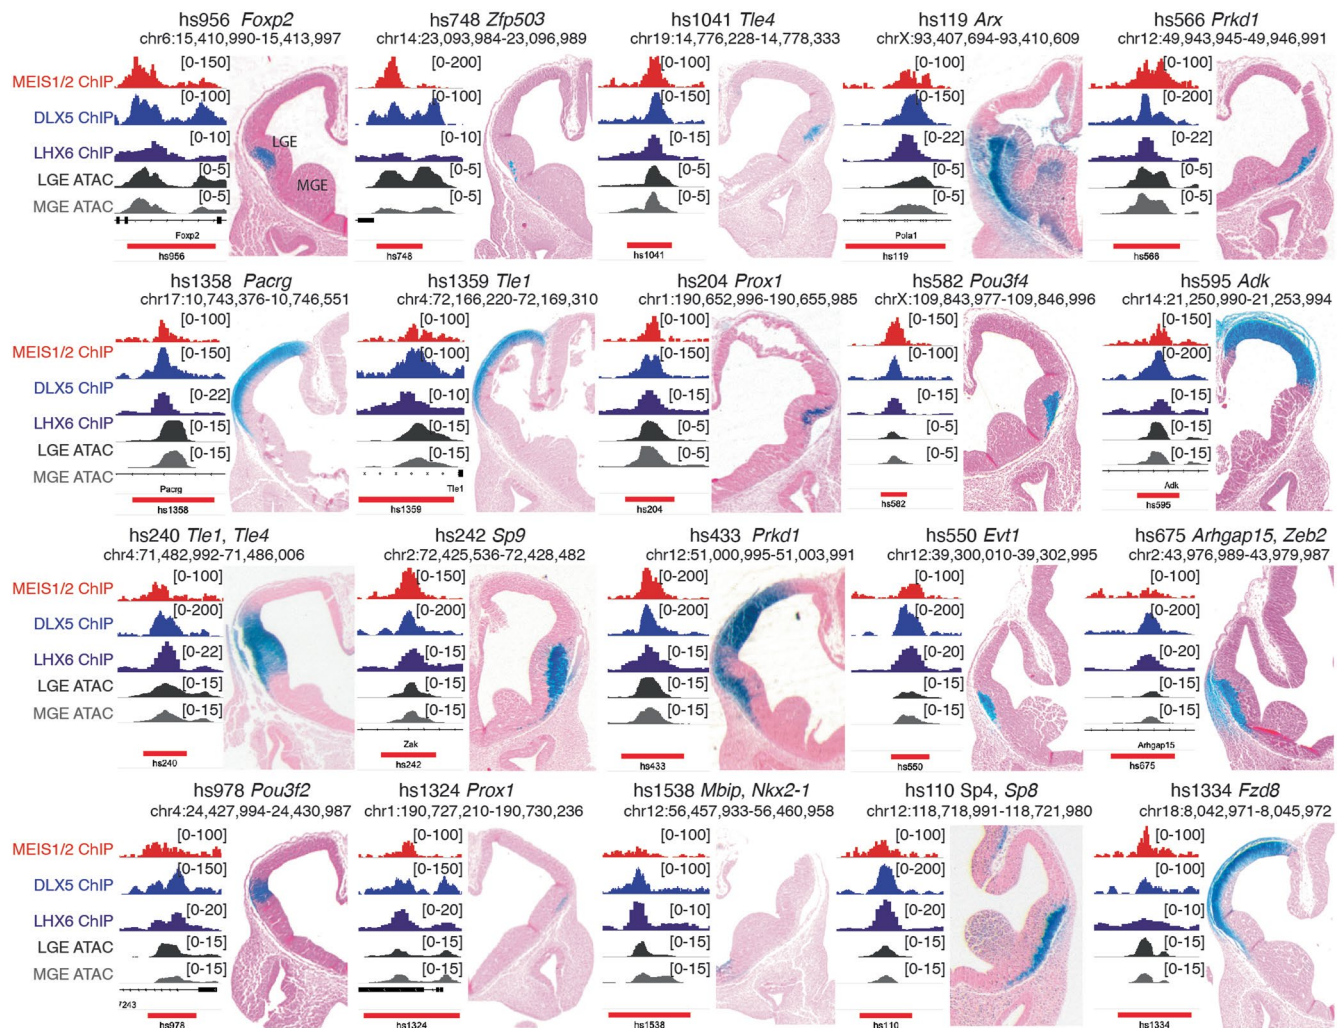 hs956 Foxp2
chr6:15,410,990-15,413,997
MEIS1/2 ChIP
[0-150]
DLX5 ChIP
[0-100]
LHX6 ChIP
[0-10]
LGE ATAC
[0-5]
MGE ATAC
[0-5]
LGE
MGE
Foxp2
hs956
hs748 Zfp503
chr14:23,093,984-23,096,989
[0-200]
[0-100]
[0-10]
[0-5]
[0-5]
hs748
hs1041 Tle4
chr19:14,776,228-14,778,333
[0-100]
[0-150]
[0-15]
[0-5]
[0-5]
hs1041
hs119 Arx
chrX:93,407,694-93,410,609
[0-100]
[0-150]
[0-22]
[0-5]
[0-5]
Pola1
hs119
hs566 Prkd1
chr12:49,943,945-49,946,991
[0-100]
[0-200]
[0-22]
[0-5]
[0-5]
hs566
hs1358 Pacrg
chr17:10,743,376-10,746,551
MEIS1/2 ChIP
[0-100]
DLX5 ChIP
[0-150]
LHX6 ChIP
[0-22]
LGE ATAC
[0-15]
MGE ATAC
[0-15]
Pacrg
hs1358
hs1359 Tle1
chr4:72,166,220-72,169,310
[0-100]
[0-100]
[0-10]
[0-15]
[0-15]
Tle1
hs1359
hs204 Prox1
chr1:190,652,996-190,655,985
[0-100]
[0-150]
[0-15]
[0-5]
[0-5]
hs204
hs582 Pou3f4
chrX:109,843,977-109,846,996
[0-150]
[0-100]
[0-15]
[0-5]
[0-5]
hs582
hs595 Adk
chr14:21,250,990-21,253,994
[0-150]
[0-200]
[0-15]
[0-15]
[0-15]
Adk
hs595
hs240 Tle1, Tle4
chr4:71,482,992-71,486,006
MEIS1/2 ChIP
[0-100]
DLX5 ChIP
[0-200]
LHX6 ChIP
[0-22]
LGE ATAC
[0-15]
MGE ATAC
[0-15]
hs240
hs242 Sp9
chr2:72,425,536-72,428,482
[0-150]
[0-200]
[0-15]
[0-15]
[0-15]
Zak
hs242
hs433 Prkd1
chr12:51,000,995-51,003,991
[0-200]
[0-200]
[0-15]
[0-15]
[0-15]
hs433
hs550 Evt1
chr12:39,300,010-39,302,995
[0-100]
[0-200]
[0-20]
[0-15]
[0-15]
hs550
hs675 Arhgap15, Zeb2
chr2:43,976,989-43,979,987
[0-100]
[0-200]
[0-20]
[0-15]
[0-15]
Arhgap15
hs675
hs978 Pou3f2
chr4:24,427,994-24,430,987
MEIS1/2 ChIP
[0-100]
DLX5 ChIP
[0-150]
LHX6 ChIP
[0-20]
LGE ATAC
[0-15]
MGE ATAC
[0-15]
7243
hs978
hs1324 Prox1
chr1:190,727,210-190,730,236
[0-100]
[0-150]
[0-20]
[0-15]
[0-15]
hs1324
hs1538 Mbip, Nkx2-1
chr12:56,457,933-56,460,958
[0-100]
[0-200]
[0-10]
[0-15]
[0-15]
hs1538
hs110 Sp4, Sp8
chr12:118,718,991-118,721,980
[0-100]
[0-200]
[0-20]
[0-15]
[0-15]
hs110
hs1334 Fzd8
chr18:8,042,971-8,045,972
[0-100]
[0-200]
[0-10]
[0-15]
[0-15]
hs1334